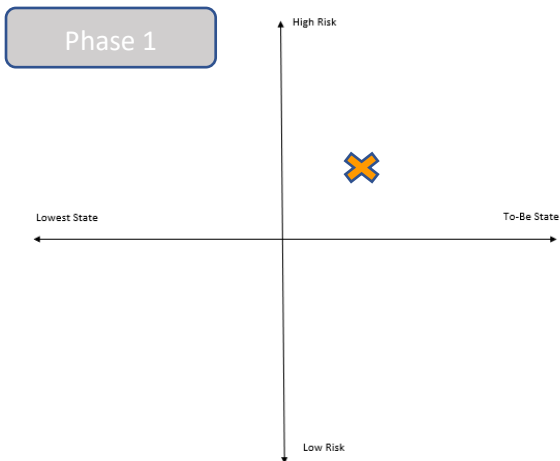 Phase 1
High Risk
Lowest State
To-Be State
Low Risk